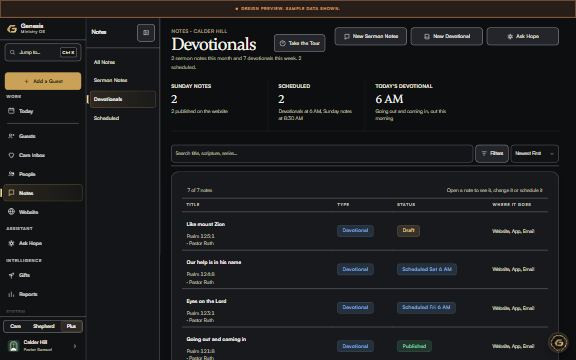 DESIGN PREVIEW. SAMPLE DATA SHOWN.
Genesis
Ministry OS
Jump to...
Ctrl K
+ Add a Guest
WORK
Today
Guests
Care Inbox
People
Notes
Website
ASSISTANT
Ask Hope
INTELLIGENCE
Gifts
Reports
Care
Shepherd
Plus
Calder Hill
Pastor Samuel
Notes
All Notes
Sermon Notes
Devotionals
Scheduled
NOTES · CALDER HILL
Devotionals
2 sermon notes this month and 7 devotionals this week. 2
scheduled.
Take the Tour
New Sermon Notes
New Devotional
Ask Hope
SUNDAY NOTES
2
2 published on the website
SCHEDULED
2
Devotionals at 6 AM, Sunday notes
at 8:30 AM
TODAY'S DEVOTIONAL
6 AM
Going out and coming in, out this
morning
Search title, scripture, series...
Filters
Newest First
7 of 7 notes
Open a note to see it, change it or schedule it
TITLE
TYPE
STATUS
WHERE IT GOES
Like mount Zion
Psalm 125:1
· Pastor Ruth
Devotional
Draft
Website, App, Email
Our help is in his name
Psalm 124:8
· Pastor Ruth
Devotional
Scheduled Sat 6 AM
Website, App, Email
Eyes on the Lord
Psalm 123:1
· Pastor Ruth
Devotional
Scheduled Fri 6 AM
Website, App, Email
Going out and coming in
Psalm 121:8
· Pastor Ruth
Devotional
Published
Website, App, Email